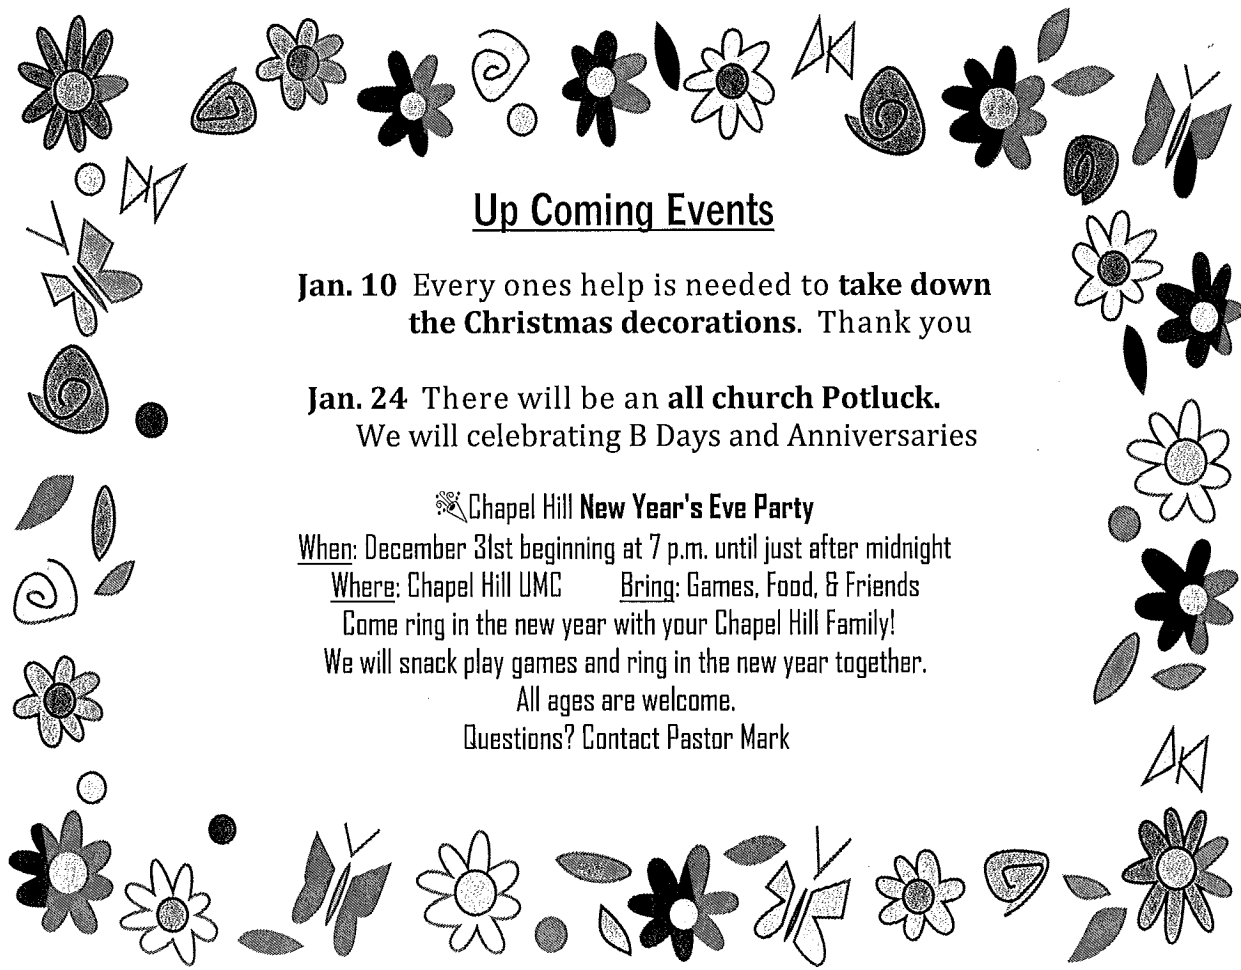 Up Coming Events
Jan. 10 Every ones help is needed to take down
the Christmas decorations. Thank you
Jan. 24 There will be an all church Potluck.
We will celebrating B Days and Anniversaries
Chapel Hill New Year's Eve Party
When: December 31st beginning at 7 p.m. until just after midnight
Where: Chapel Hill UMC Bring: Games, Food, & Friends
Come ring in the new year with your Chapel Hill Family!
We will snack play games and ring in the new year together.
All ages are welcome.
Questions? Contact Pastor Mark